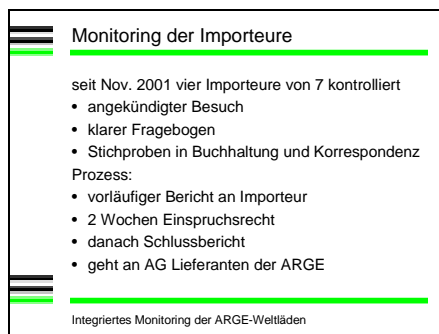 Monitoring der Importeure
seit Nov. 2001 vier Importeure von 7 kontrolliert
• angekündigter Besuch
• klarer Fragebogen
• Stichproben in Buchhaltung und Korrespondenz
Prozess:
• vorläufiger Bericht an Importeur
• 2 Wochen Einspruchsrecht
• danach Schlussbericht
• geht an AG Lieferanten der ARGE
Integriertes Monitoring der ARGE-Weltläden